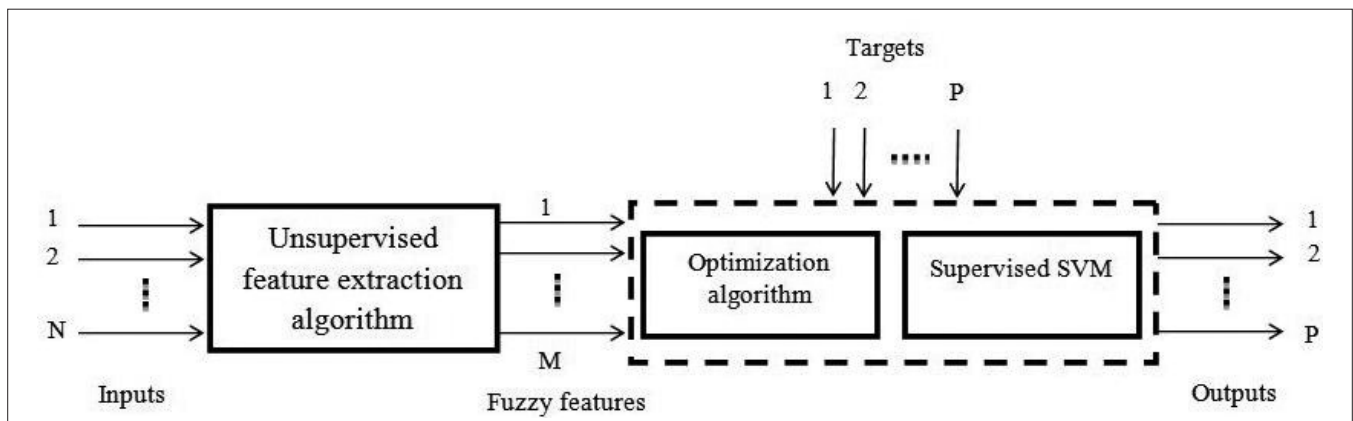 Targets
1 2 P
1
2
N
Inputs
Unsupervised
feature extraction
algorithm
1
M
Fuzzy features
Optimization
algorithm
Supervised SVM
1
2
P
Outputs